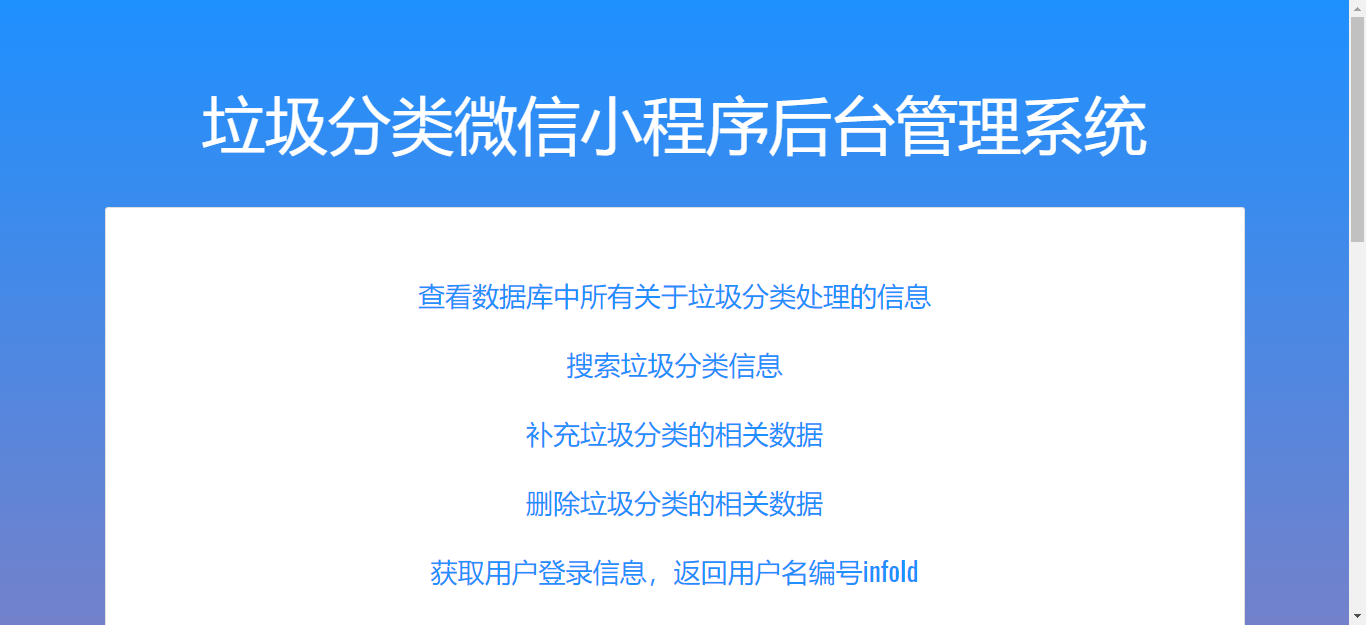 垃圾分类微信小程序后台管理系统
查看数据库中所有关于垃圾分类处理的信息
搜索垃圾分类信息
补充垃圾分类的相关数据
删除垃圾分类的相关数据
获取用户登录信息，返回用户名编号infoId